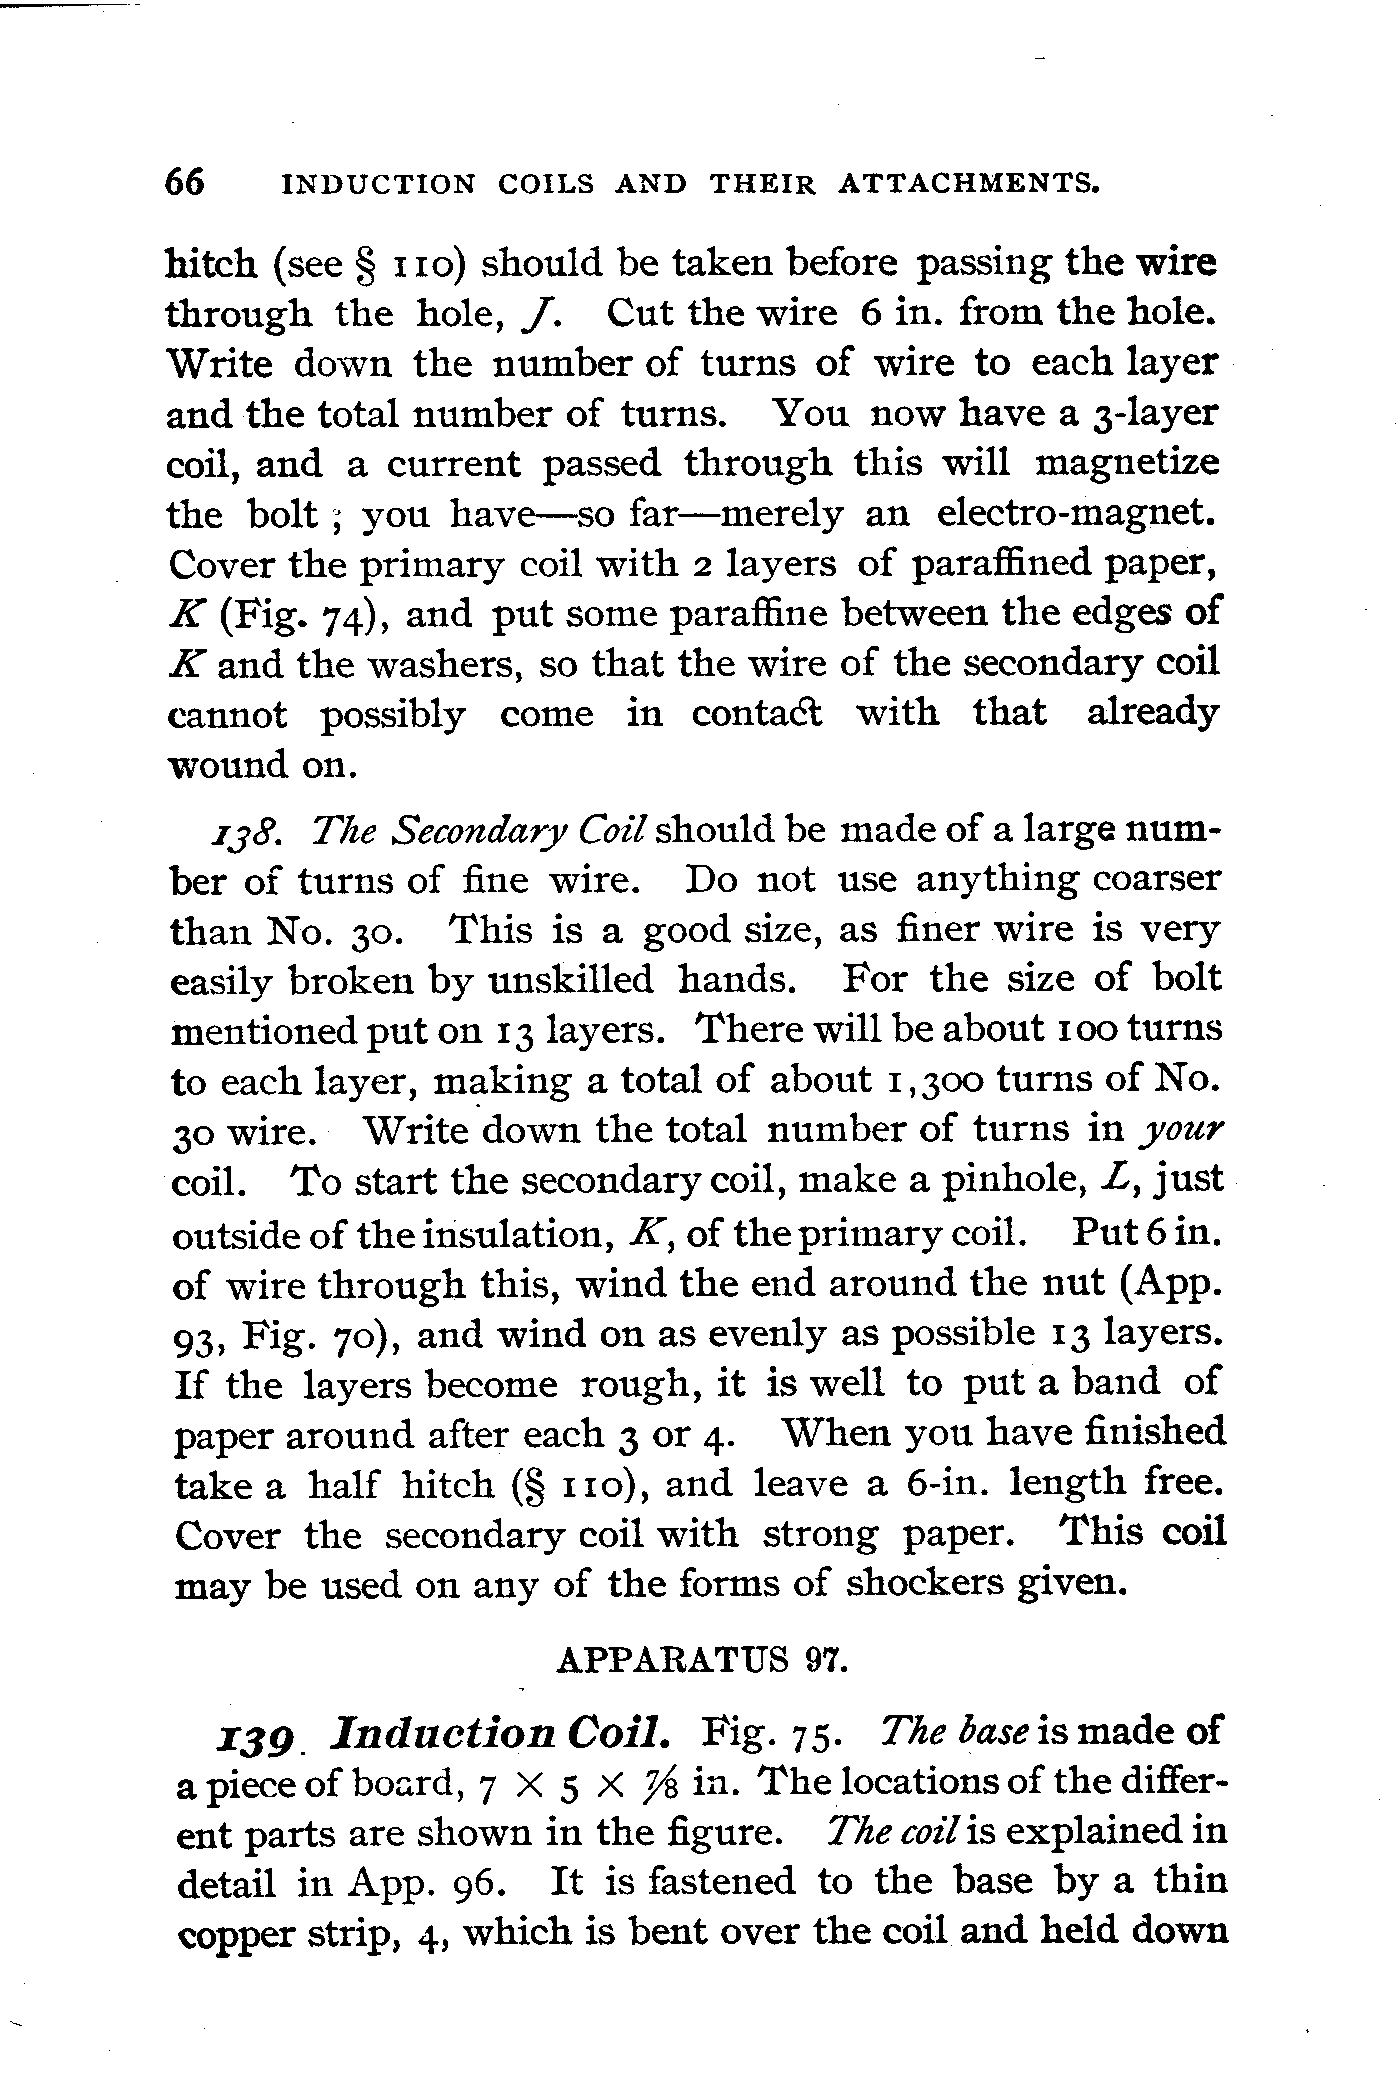 66 INDUCTION COILS AND THEIR ATTACHMENTS.
hitch (see § 110) should be taken before passing the wire
through the hole, J. Cut the wire 6 in. from the hole.
Write down the number of turns of wire to each layer
and the total number of turns. You now have a 3-layer
coil, and a current passed through this will magnetize
the bolt ; you have—so far—merely an electro-magnet.
Cover the primary coil with 2 layers of paraffined paper,
K (Fig. 74), and put some paraffine between the edges of
K and the washers, so that the wire of the secondary coil
cannot possibly come in contact with that already
wound on.
138. The Secondary Coil should be made of a large num-
ber of turns of fine wire. Do not use anything coarser
than No. 30. This is a good size, as finer wire is very
easily broken by unskilled hands. For the size of bolt
mentioned put on 13 layers. There will be about 100 turns
to each layer, making a total of about 1,300 turns of No.
30 wire. Write down the total number of turns in your
coil. To start the secondary coil, make a pinhole, L, just
outside of the insulation, K, of the primary coil. Put 6 in.
of wire through this, wind the end around the nut (App.
93, Fig. 70), and wind on as evenly as possible 13 layers.
If the layers become rough, it is well to put a band of
paper around after each 3 or 4. When you have finished
take a half hitch (§ 110), and leave a 6-in. length free.
Cover the secondary coil with strong paper. This coil
may be used on any of the forms of shockers given.
APPARATUS 97.
139. Induction Coil. Fig. 75. The base is made of
a piece of board, 7 × 5 × ⅞ in. The locations of the differ-
ent parts are shown in the figure. The coil is explained in
detail in App. 96. It is fastened to the base by a thin
copper strip, 4, which is bent over the coil and held down